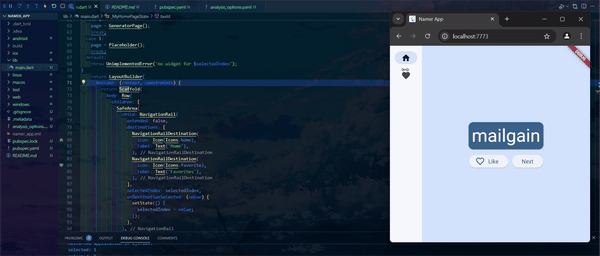 main.dart
README.md
pubspec.yaml
analysis_options.yaml
NAMER_APP
.dart_tool
.idea
android
build
ios
lib
main.dart
linux
macos
test
web
windows
.gitignore
.metadata
analysis_options...
namer_app.iml
pubspec.lock
pubspec.yaml
README.md
lib > main.dart > _MyHomePageState > build
page = GeneratorPage();
break;
case 1:
page = Placeholder();
break;
default:
throw UnimplementedError('no widget for $selectedIndex');
}
71
return LayoutBuilder(
builder: (context, constraints) {
return Scaffold(
body: Row(
children: [
SafeArea(
child: NavigationRail(
extended: false,
destinations: [
NavigationRailDestination(
icon: Icon(Icons.home),
label: Text('Home'),
), // NavigationRailDestination
NavigationRailDestination(
icon: Icon(Icons.favorite),
label: Text('Favorites'),
), // NavigationRailDestination
],
selectedIndex: selectedIndex,
onDestinationSelected: (value) {
setState(() {
selectedIndex = value;
});
},
), // NavigationRail
PROBLEMS
OUTPUT
DEBUG CONSOLE
COMMENTS
selected: 1
Namer App
localhost:7773
DEBUG
mailgain
Like
Next